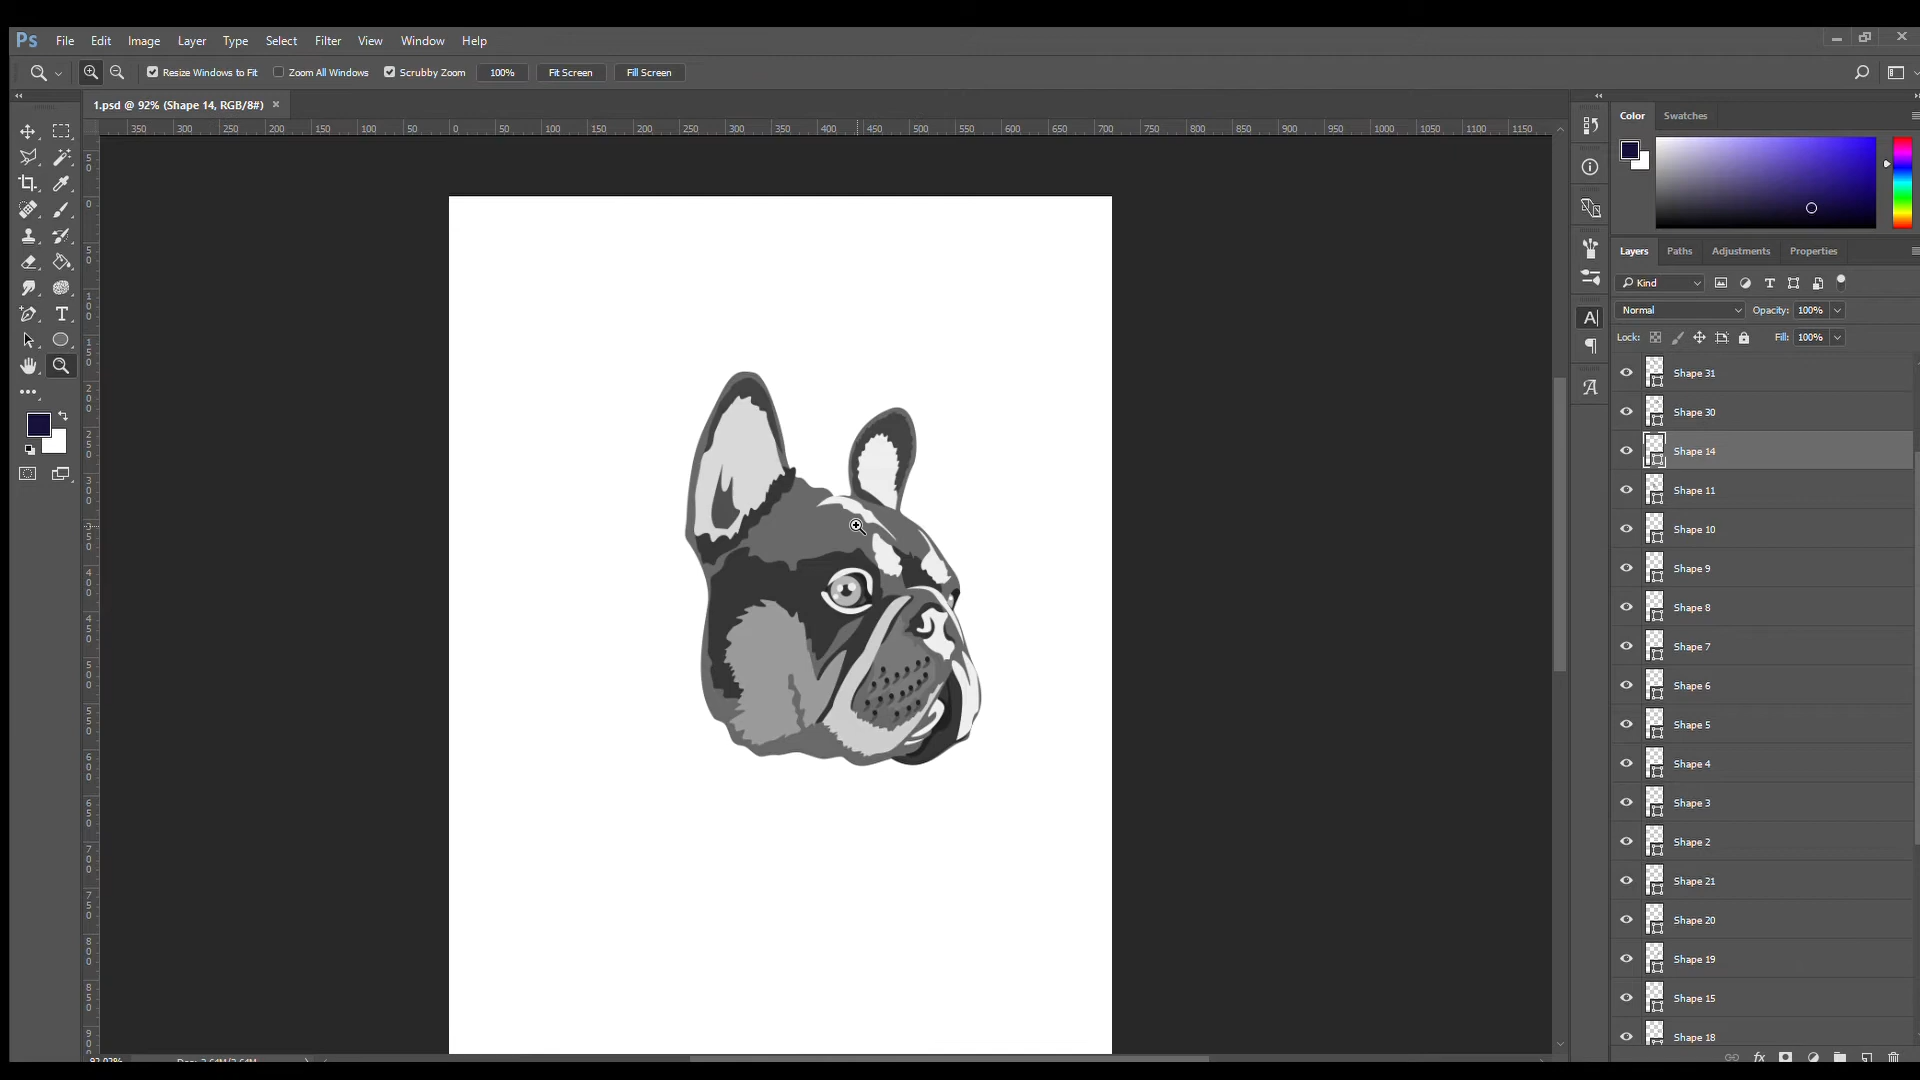 Ps File Edit Image Layer Type Select Filter View Window Help
Resize Windows to Fit Zoom All Windows Scrubby Zoom 100% Fit Screen Fill Screen
1.psd @ 92% (Shape 14, RGB/8#)
350 300 250 200 150 100 50 0 50 100 150 200 250 300 350 400 450 500 550 600 650 700 750 800 850 900 950 1000 1050 1100 1150
Color Swatches
Layers Paths Adjustments Properties
Kind
Normal Opacity: 100%
Lock: Fill: 100%
Shape 31
Shape 30
Shape 14
Shape 11
Shape 10
Shape 9
Shape 8
Shape 7
Shape 6
Shape 5
Shape 4
Shape 3
Shape 2
Shape 21
Shape 20
Shape 19
Shape 15
Shape 18